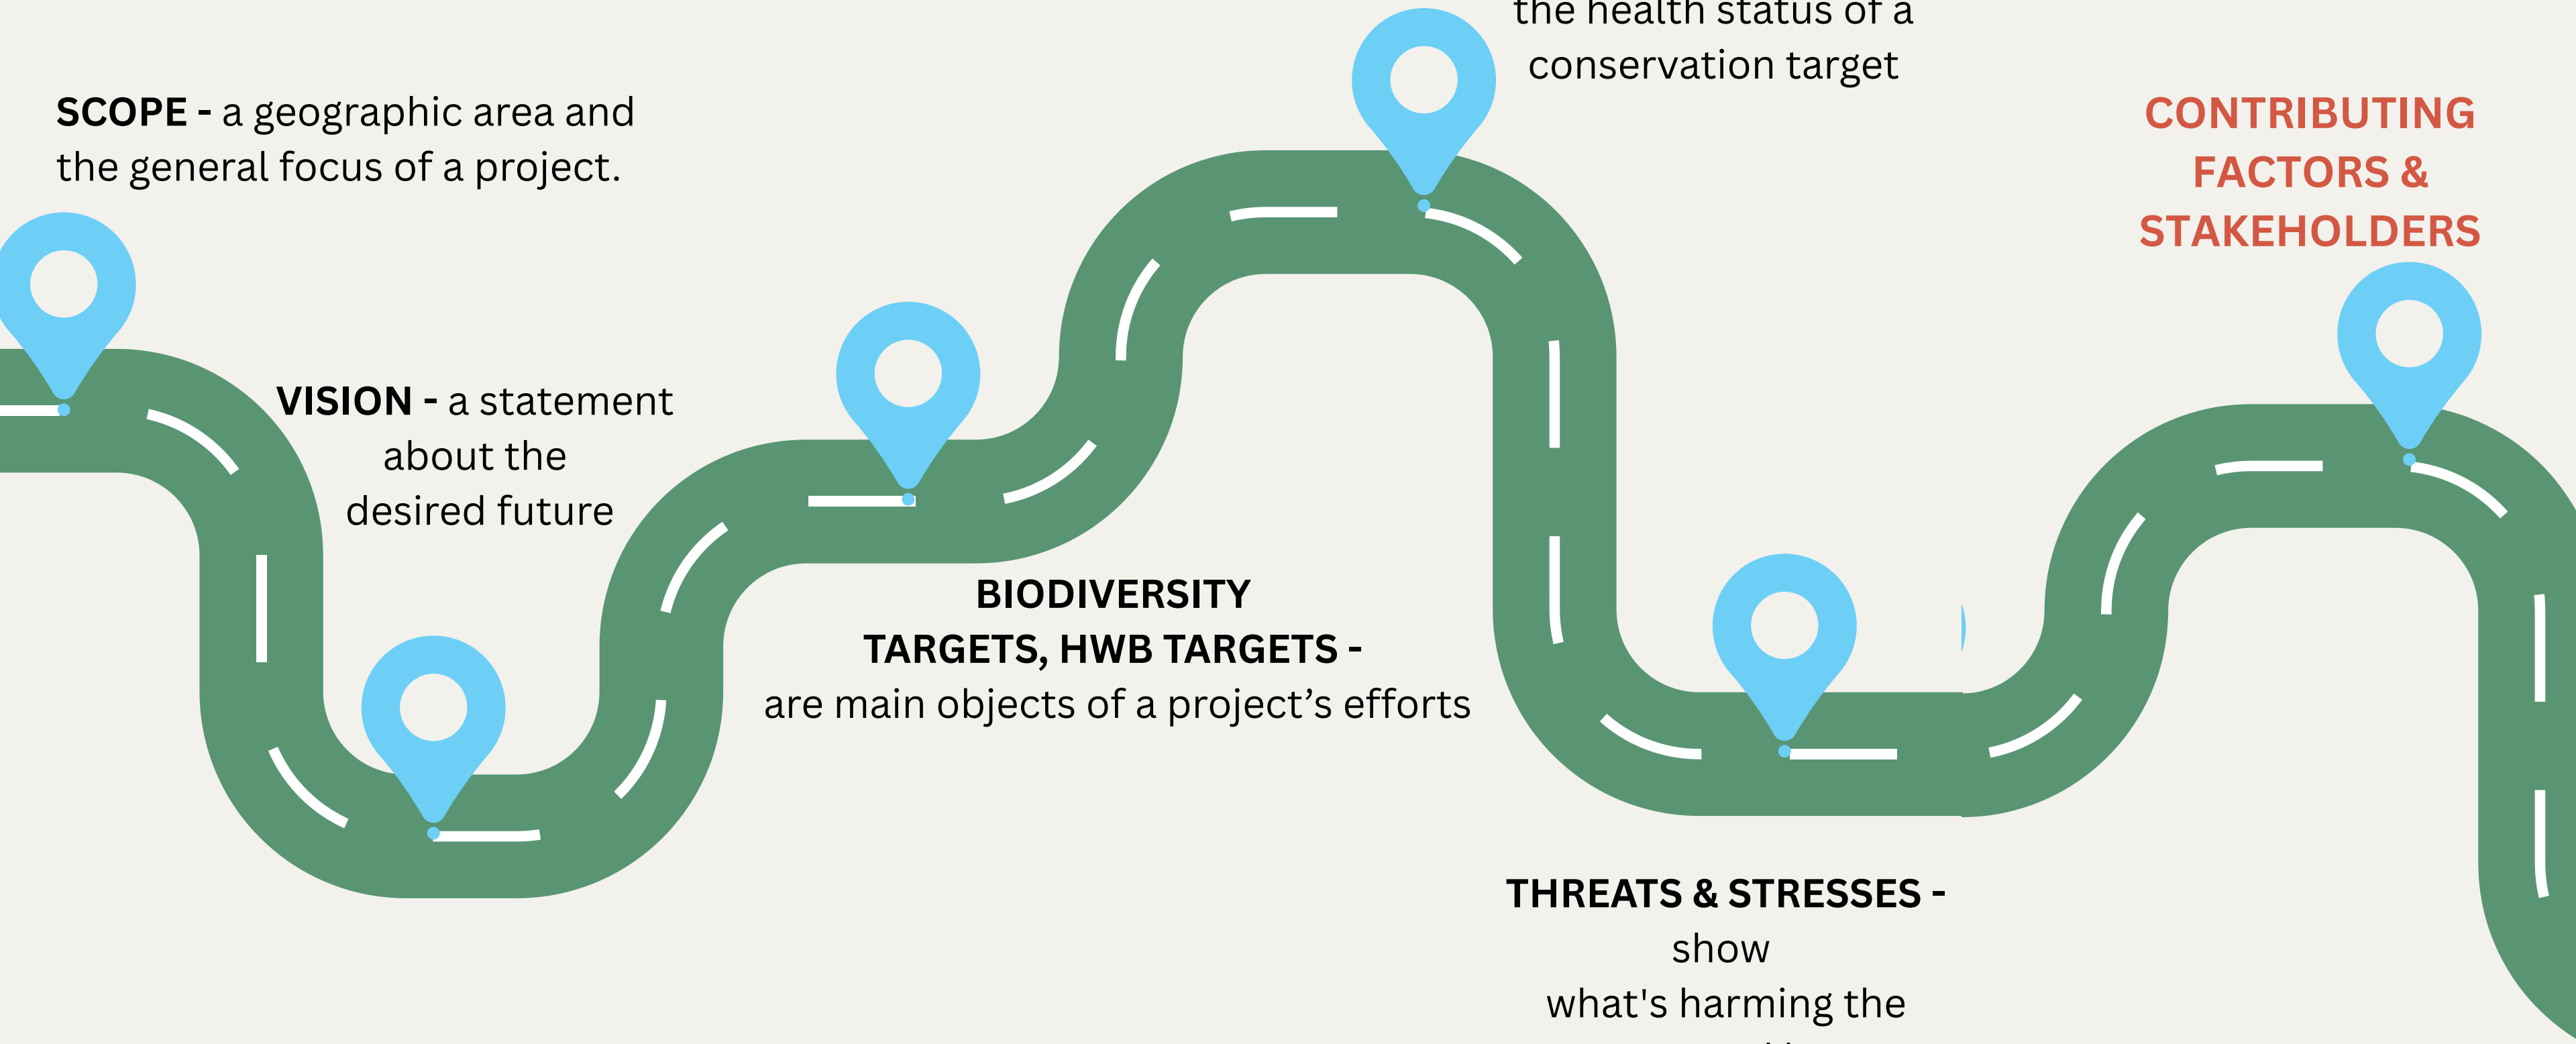 SCOPE - a geographic area and
the general focus of a project.
VISION - a statement
about the
desired future
BIODIVERSITY
TARGETS, HWB TARGETS -
are main objects of a project’s efforts
the health status of a
conservation target
THREATS & STRESSES -
show
what's harming the
CONTRIBUTING
FACTORS &
STAKEHOLDERS